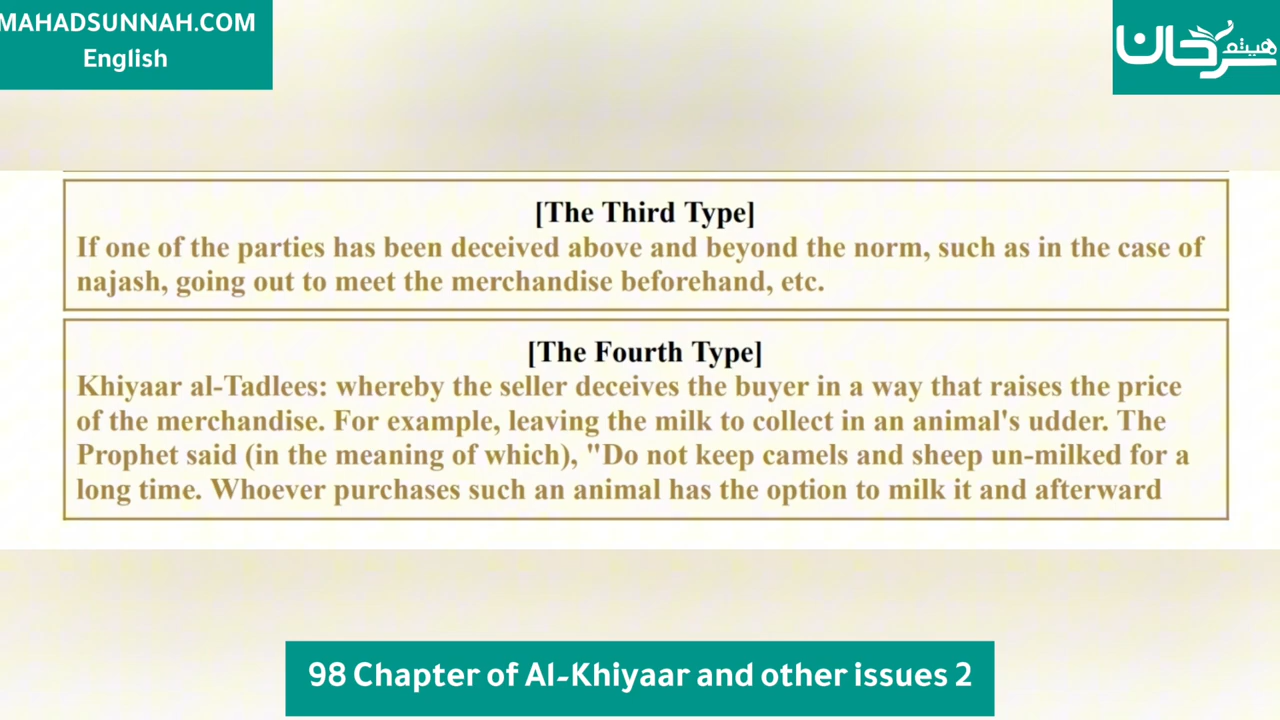 MAHADSUNNAH.COM
English
هيثم
سرحان
[The Third Type]
If one of the parties has been deceived above and beyond the norm, such as in the case of
najash, going out to meet the merchandise beforehand, etc.
[The Fourth Type]
Khiyaar al-Tadlees: whereby the seller deceives the buyer in a way that raises the price
of the merchandise. For example, leaving the milk to collect in an animal's udder. The
Prophet said (in the meaning of which), "Do not keep camels and sheep un-milked for a
long time. Whoever purchases such an animal has the option to milk it and afterward
98 Chapter of Al-Khiyaar and other issues 2